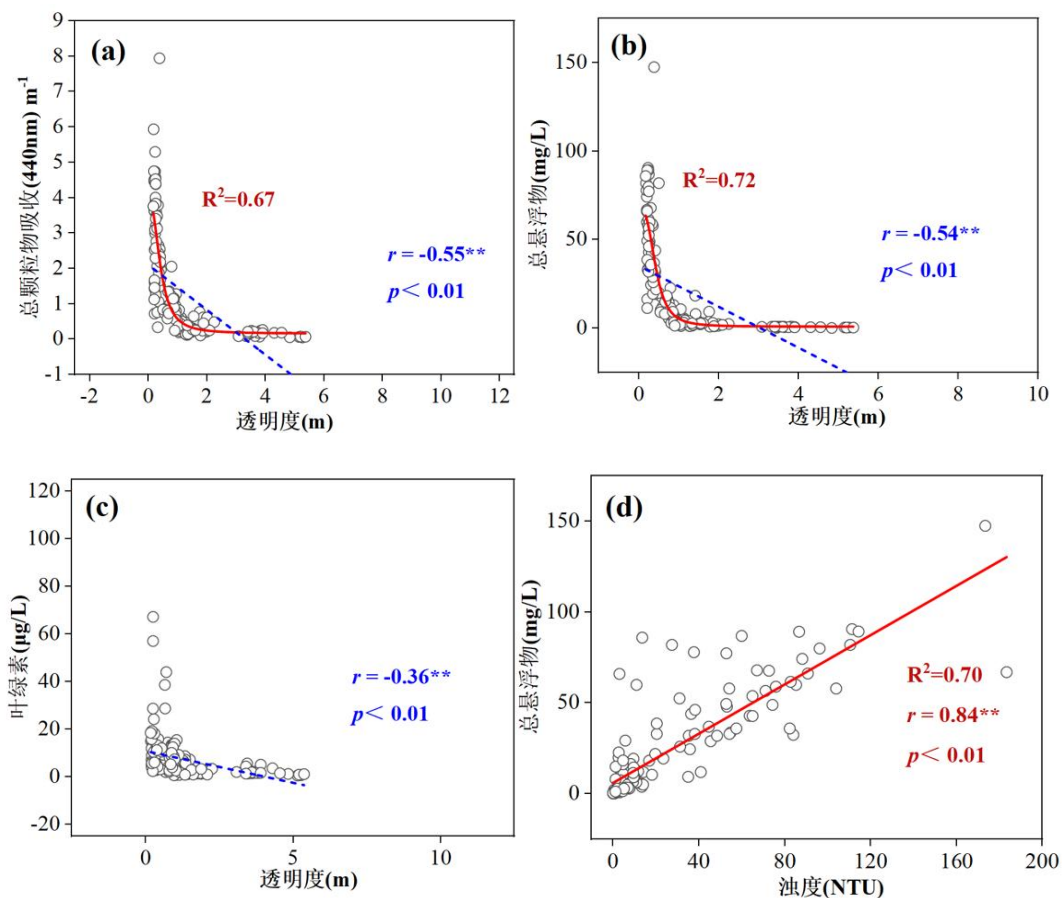 (a)
总颗粒物吸收(440nm) m⁻¹
9
8
7
6
5
4
3
2
1
0
-1
R²=0.67
r = -0.55**
p< 0.01
-2 0 2 4 6 8 10 12
透明度(m)
(b)
总悬浮物(mg/L)
150
100
50
0
R²=0.72
r = -0.54**
p< 0.01
0 2 4 6 8 10
透明度(m)
(c)
叶绿素(μg/L)
120
100
80
60
40
20
0
-20
r = -0.36**
p< 0.01
0 5 10
透明度(m)
(d)
总悬浮物(mg/L)
150
100
50
0
R²=0.70
r = 0.84**
p< 0.01
0 40 80 120 160 200
浊度(NTU)